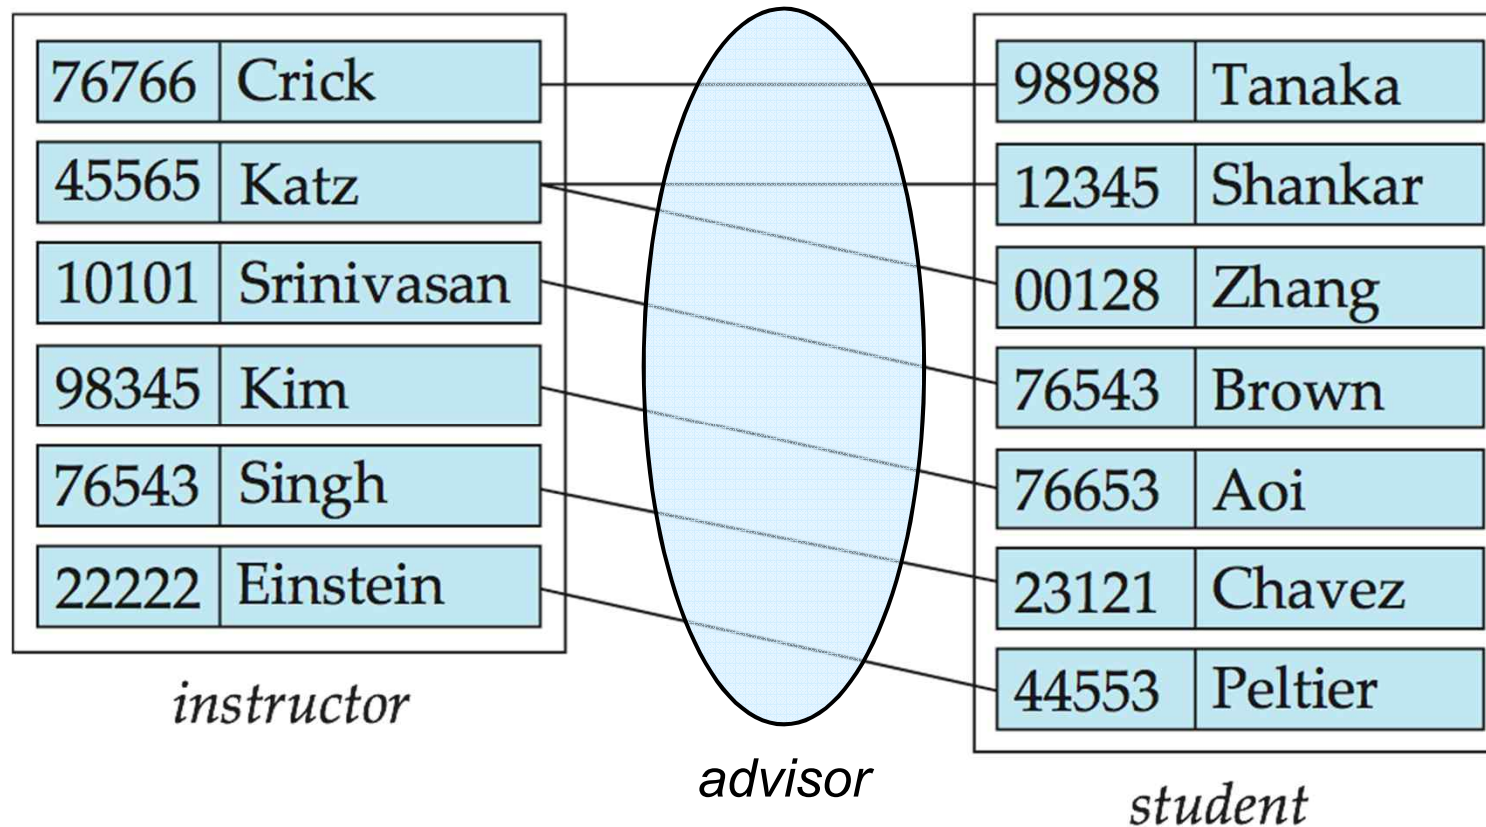 76766 Crick
45565 Katz
10101 Srinivasan
98345 Kim
76543 Singh
22222 Einstein
instructor
advisor
98988 Tanaka
12345 Shankar
00128 Zhang
76543 Brown
76653 Aoi
23121 Chavez
44553 Peltier
student